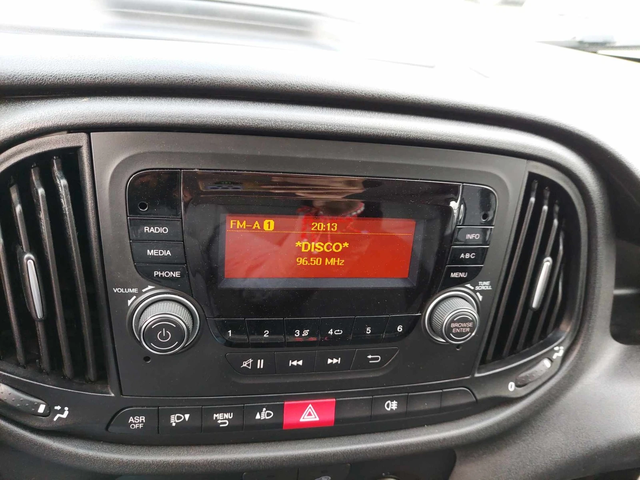 FM-A 1 20:13
*DISCO*
96.50 MHz
RADIO
MEDIA
PHONE
INFO
A·B·C
MENU
VOLUME
TUNE
SCROLL
BROWSE
ENTER
1 2 3 4 5 6
ASR
OFF
MENU
0